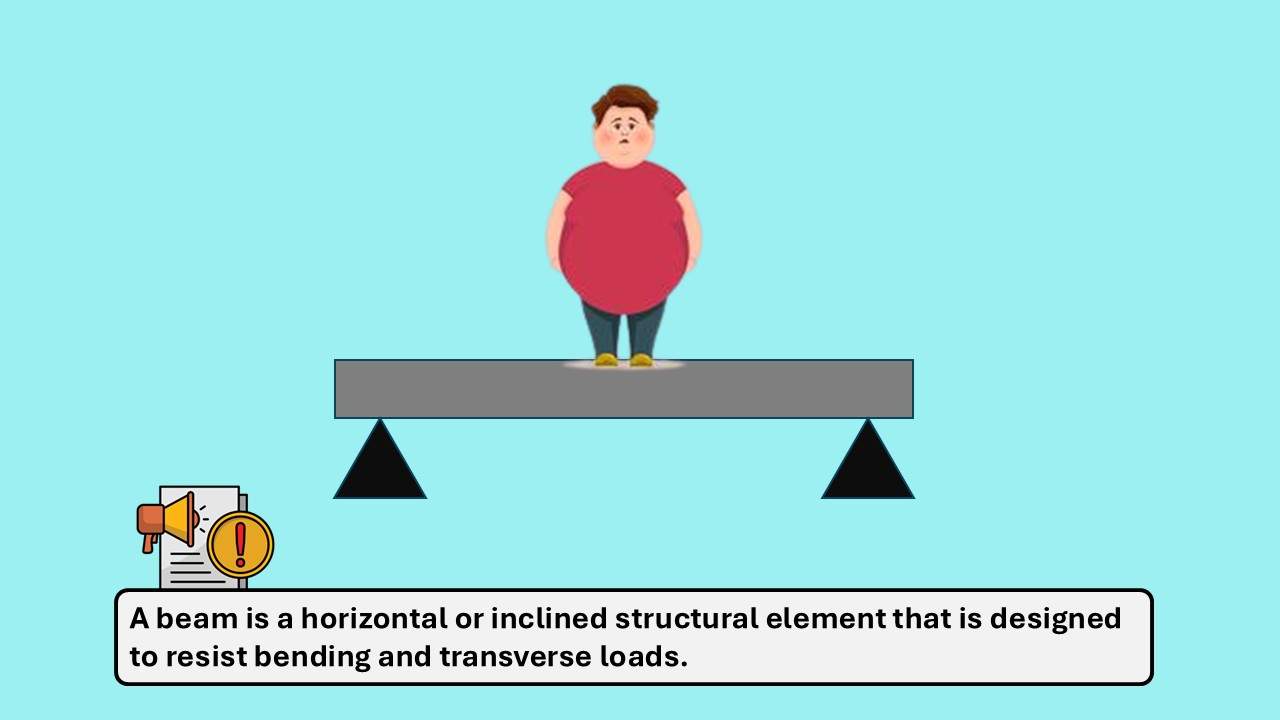 A beam is a horizontal or inclined structural element that is designed
to resist bending and transverse loads.